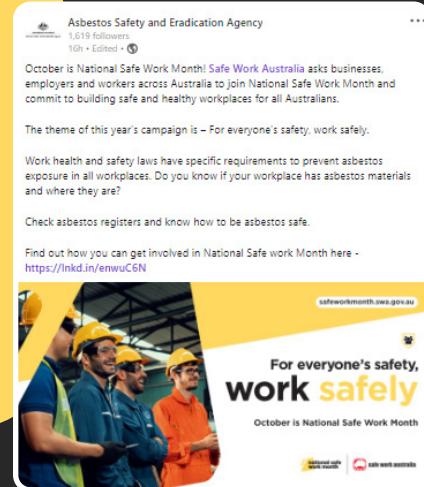 Asbestos Safety and Eradication Agency
1,619 followers
16h • Edited •
October is National Safe Work Month! Safe Work Australia asks businesses,
employers and workers across Australia to join National Safe Work Month and
commit to building safe and healthy workplaces for all Australians.
The theme of this year's campaign is – For everyone's safety, work safely.
Work health and safety laws have specific requirements to prevent asbestos
exposure in all workplaces. Do you know if your workplace has asbestos materials
and where they are?
Check asbestos registers and know how to be asbestos safe.
Find out how you can get involved in National Safe work Month here -
https://lnkd.in/enwuC6N
safeworkmonth.swa.gov.au
For everyone's safety,
work safely
October is National Safe Work Month
national safe
work month
safe work australia